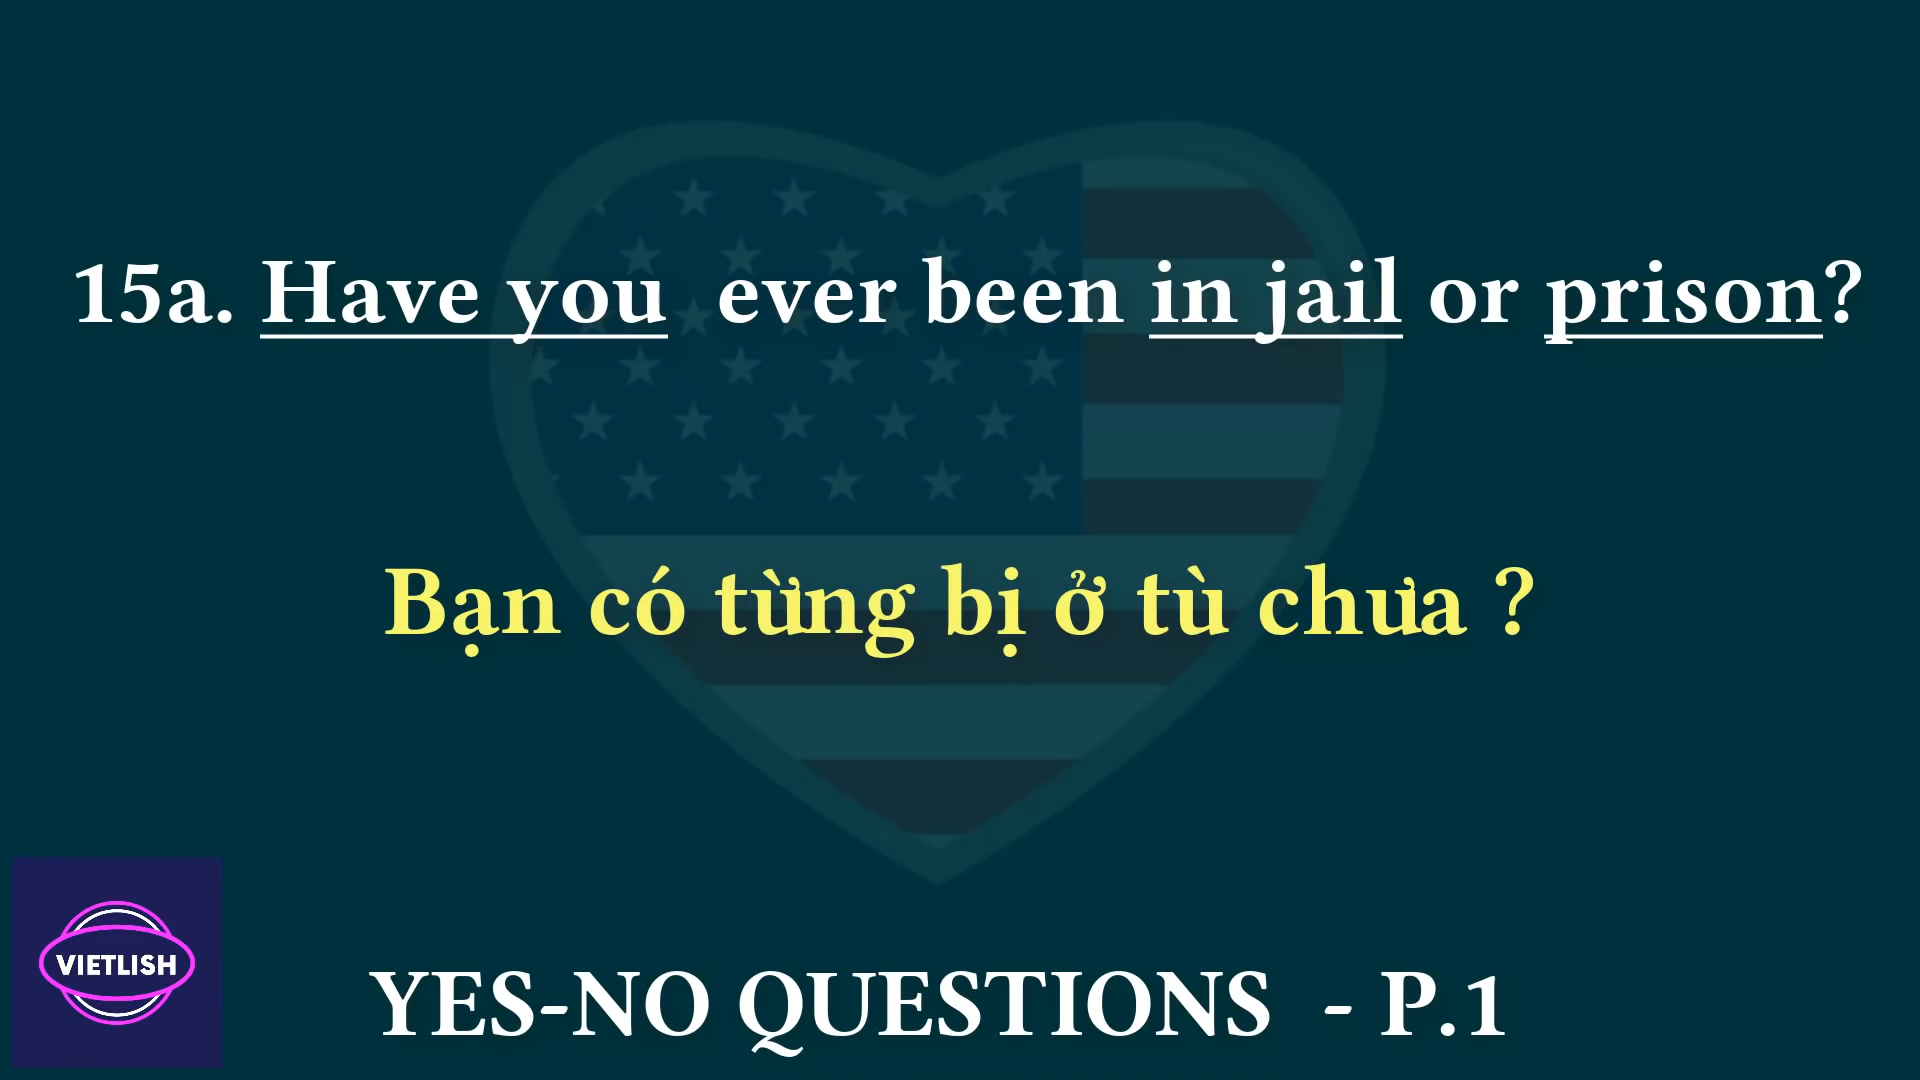 15a. Have you ever been in jail or prison?
Bạn có từng bị ở tù chưa ?
VIETLISH
YES-NO QUESTIONS - P.1